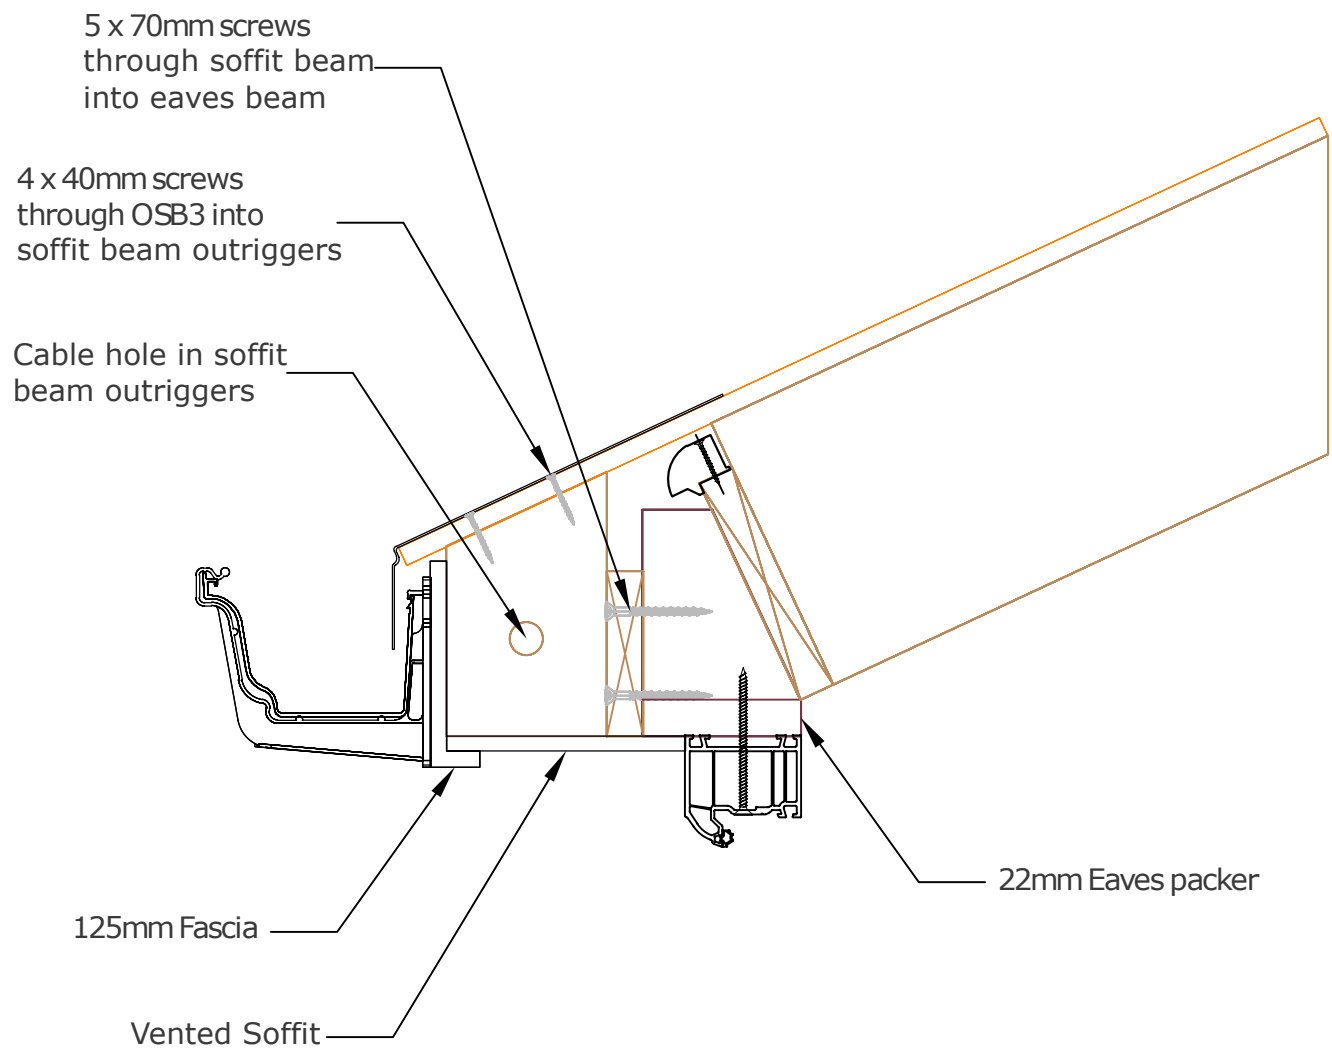 5 x 70mm screws
through soffit beam
into eaves beam
4 x 40mm screws
through OSB3 into
soffit beam outriggers
Cable hole in soffit
beam outriggers
22mm Eaves packer
125mm Fascia
Vented Soffit